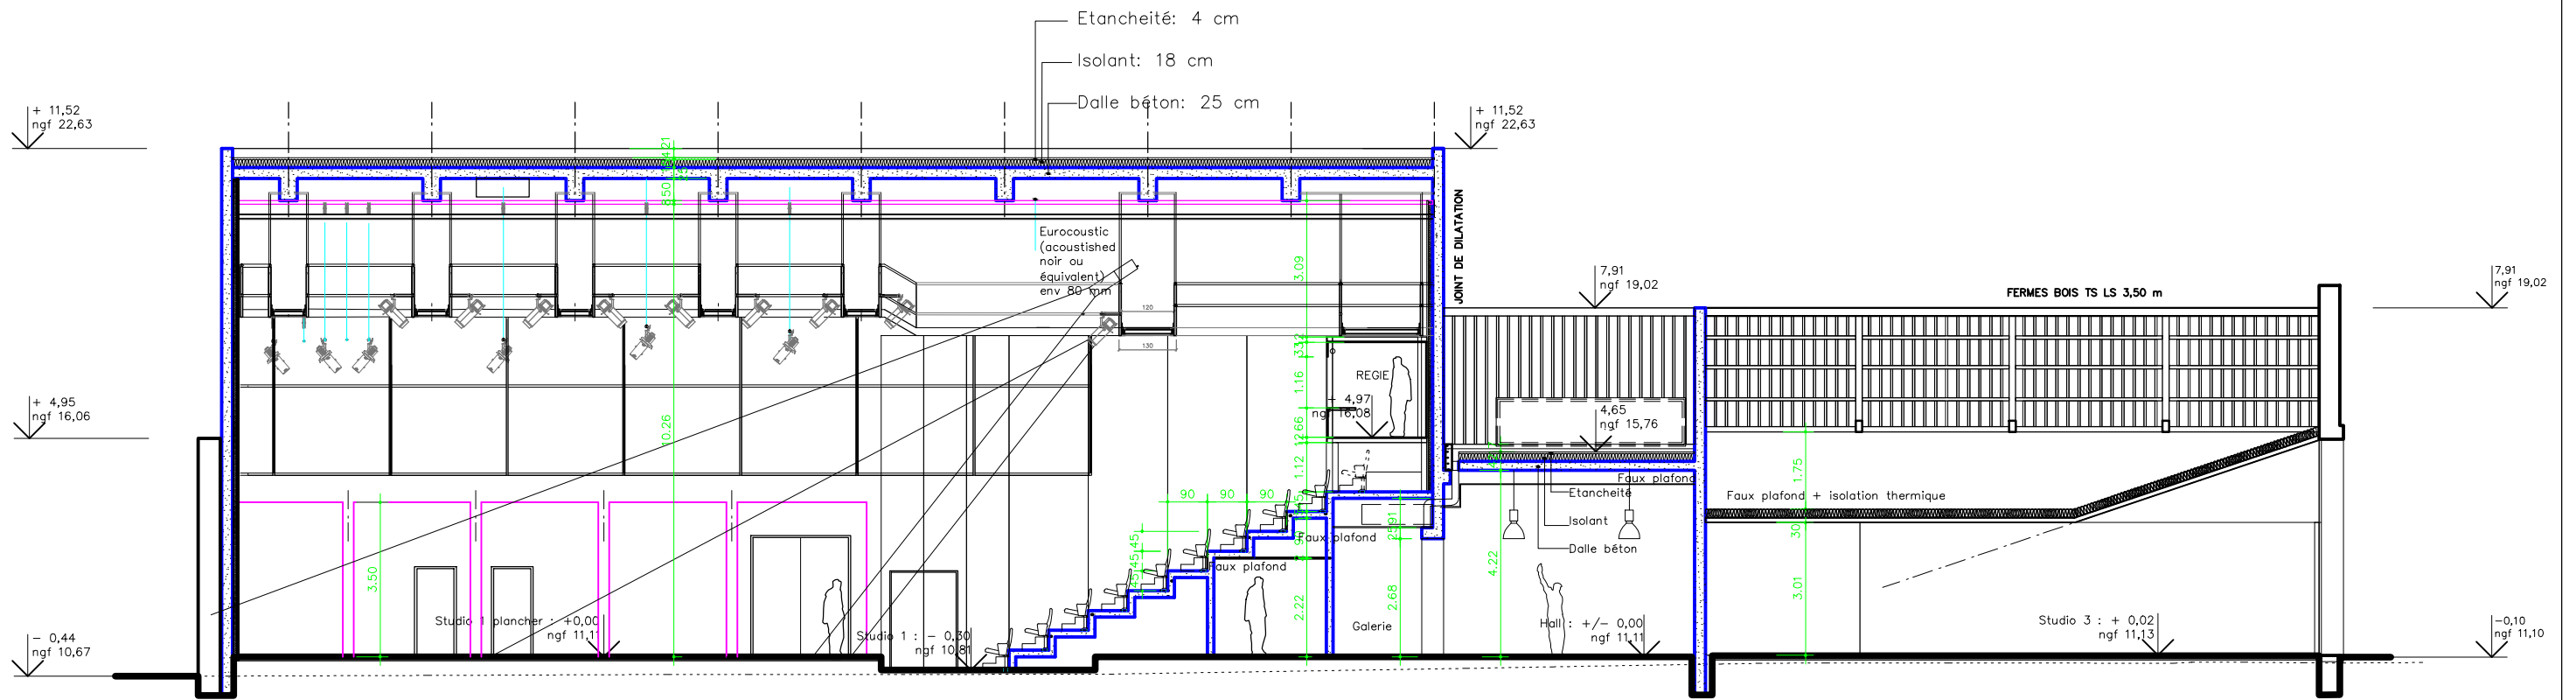 Etancheité: 4 cm
Isolant: 18 cm
Dalle béton: 25 cm
+ 11,52
ngf 22,63
+ 11,52
ngf 22,63
JOINT DE DILATATION
Eurocoustic
(acoustished
noir ou
équivalent)
env 80 mm
3.09
120
130
7,91
ngf 19,02
FERMES BOIS TS LS 3,50 m
7,91
ngf 19,02
+ 4,95
ngf 16,06
10.26
REGIE
1.16
+ 4,97
ngf 16,08
4,65
ngf 15,76
1.12
90
90
90
Faux plafond
Etancheité
Isolant
Dalle béton
Faux plafond + isolation thermique
1.75
30
3.01
Faux plafond
Faux plafond
45
45
45
3.50
2.22
2.68
4.22
Galerie
- 0,44
ngf 10,67
Studio 1 plancher : +0,00
ngf 11,11
Studio 1 : - 0,30
ngf 10,81
Hall : +/- 0,00
ngf 11,11
Studio 3 : + 0,02
ngf 11,13
-0,10
ngf 11,10